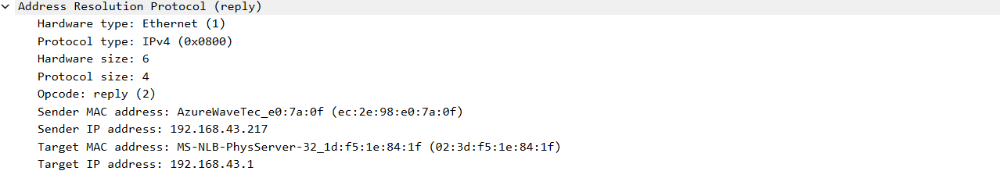 Address Resolution Protocol (reply)
Hardware type: Ethernet (1)
Protocol type: IPv4 (0x0800)
Hardware size: 6
Protocol size: 4
Opcode: reply (2)
Sender MAC address: AzureWaveTec_e0:7a:0f (ec:2e:98:e0:7a:0f)
Sender IP address: 192.168.43.217
Target MAC address: MS-NLB-PhysServer-32_1d:f5:1e:84:1f (02:3d:f5:1e:84:1f)
Target IP address: 192.168.43.1